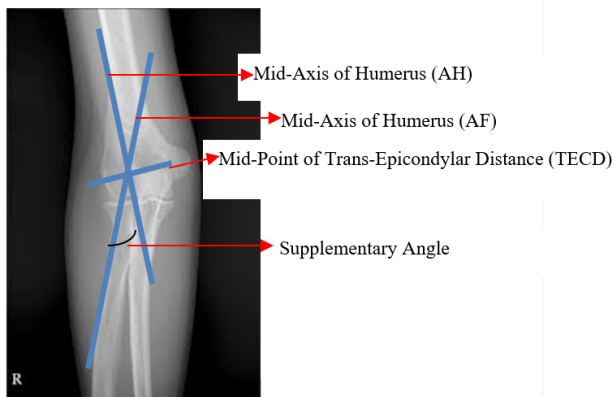 Mid-Axis of Humerus (AH)
Mid-Axis of Humerus (AF)
Mid-Point of Trans-Epicondylar Distance (TECD)
Supplementary Angle
R